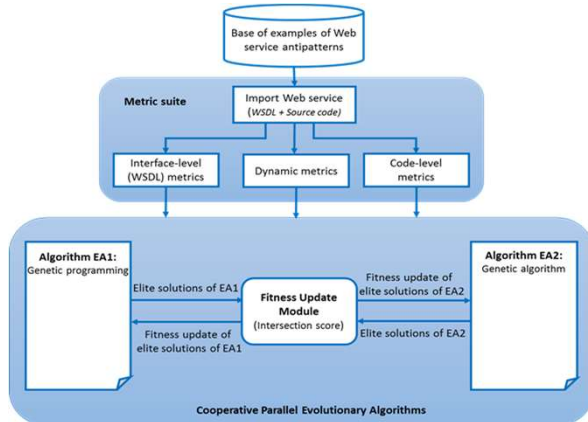 Base of examples of Web
service antipatterns
Metric suite
Import Web service
(WSDL + Source code)
Interface-level
(WSDL) metrics
Dynamic metrics
Code-level
metrics
Algorithm EA1:
Genetic programming
Elite solutions of EA1
Fitness update of
elite solutions of EA1
Fitness Update
Module
(Intersection score)
Fitness update of
elite solutions of EA2
Elite solutions of EA2
Algorithm EA2:
Genetic algorithm
Cooperative Parallel Evolutionary Algorithms